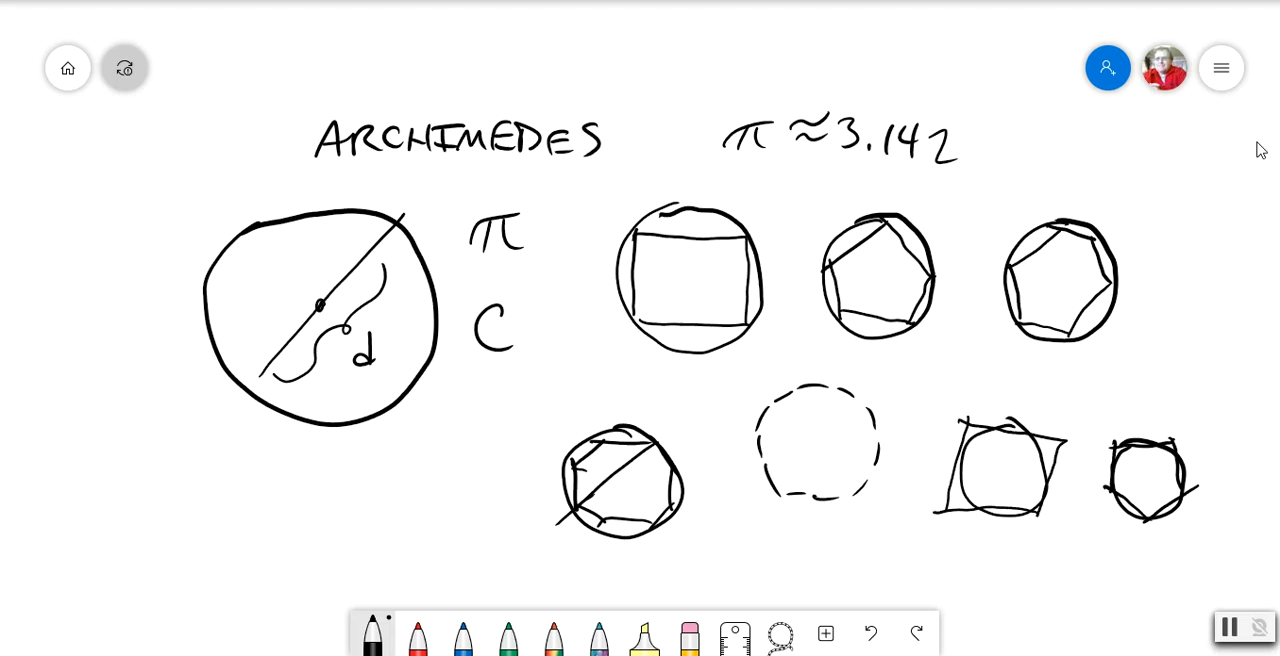 ARCHIMEDES π ≈ 3.142
π
C
d